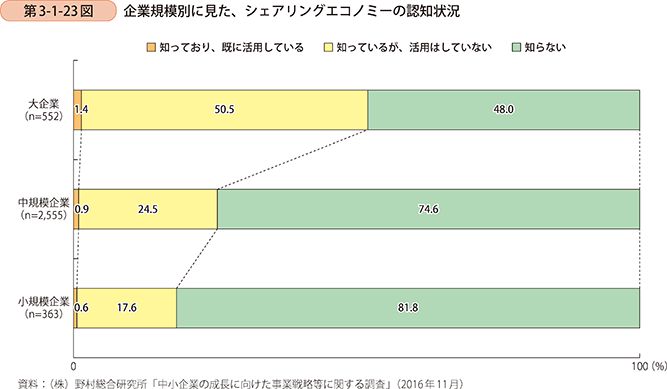 第3-1-23図 企業規模別に見た、シェアリングエコノミーの認知状況
知っており、既に活用している 知っているが、活用はしていない 知らない
大企業
(n=552)
1.4 50.5 48.0
中規模企業
(n=2,555)
0.9 24.5 74.6
小規模企業
(n=363)
0.6 17.6 81.8
0 100 (%)
資料：（株）野村総合研究所「中小企業の成長に向けた事業戦略等に関する調査」（2016年11月）